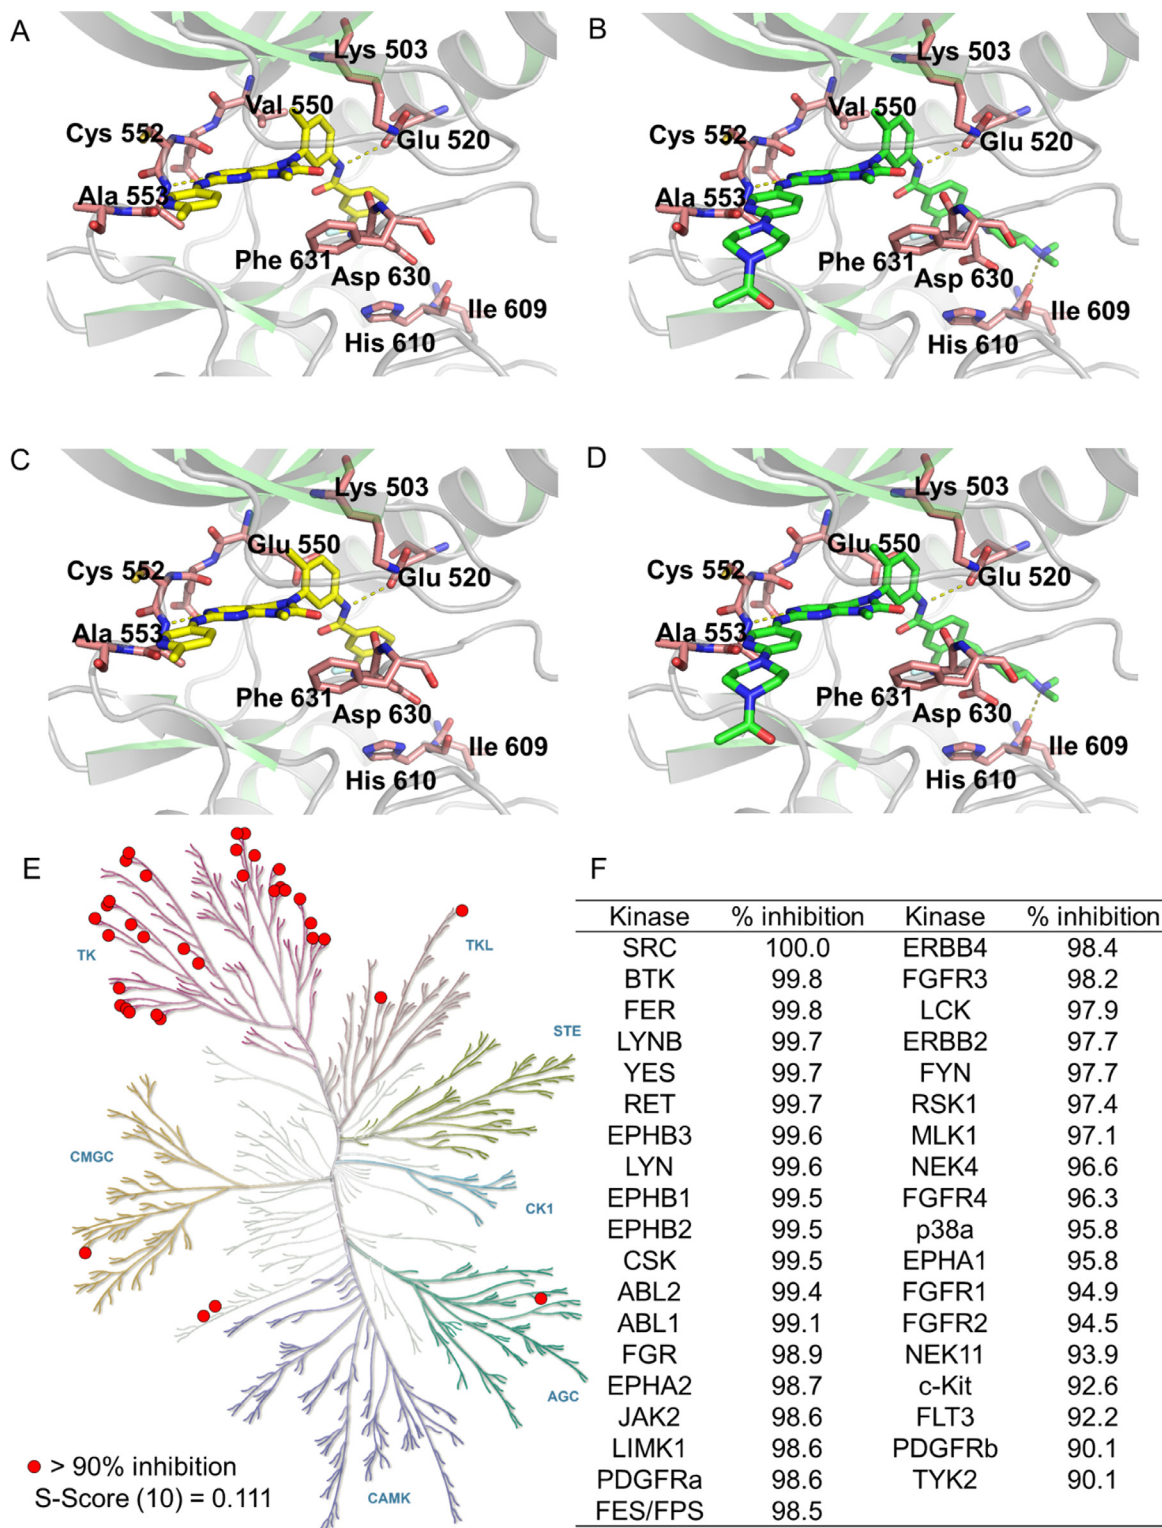 A
Lys 503
Val 550
Cys 552
Glu 520
Ala 553
Phe 631
Asp 630
Ile 609
His 610
B
Lys 503
Val 550
Cys 552
Glu 520
Ala 553
Phe 631
Asp 630
Ile 609
His 610
C
Lys 503
Glu 550
Cys 552
Glu 520
Ala 553
Phe 631
Asp 630
Ile 609
His 610
D
Lys 503
Glu 550
Cys 552
Glu 520
Ala 553
Phe 631
Asp 630
Ile 609
His 610
E
TK
TKL
STE
CMGC
CK1
AGC
CAMK
> 90% inhibition
S-Score (10) = 0.111
F
Kinase % inhibition Kinase % inhibition
SRC 100.0 ERBB4 98.4
BTK 99.8 FGFR3 98.2
FER 99.8 LCK 97.9
LYNB 99.7 ERBB2 97.7
YES 99.7 FYN 97.7
RET 99.7 RSK1 97.4
EPHB3 99.6 MLK1 97.1
LYN 99.6 NEK4 96.6
EPHB1 99.5 FGFR4 96.3
EPHB2 99.5 p38a 95.8
CSK 99.5 EPHA1 95.8
ABL2 99.4 FGFR1 94.9
ABL1 99.1 FGFR2 94.5
FGR 98.9 NEK11 93.9
EPHA2 98.7 c-Kit 92.6
JAK2 98.6 FLT3 92.2
LIMK1 98.6 PDGFRb 90.1
PDGFRa 98.6 TYK2 90.1
FES/FPS 98.5